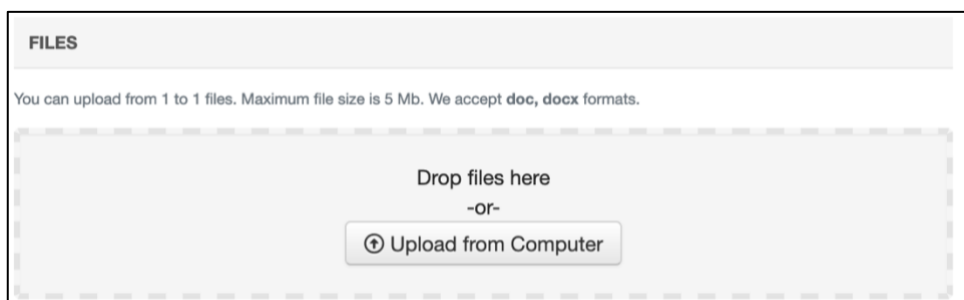 FILES
You can upload from 1 to 1 files. Maximum file size is 5 Mb. We accept doc, docx formats.
Drop files here
-or-
Upload from Computer